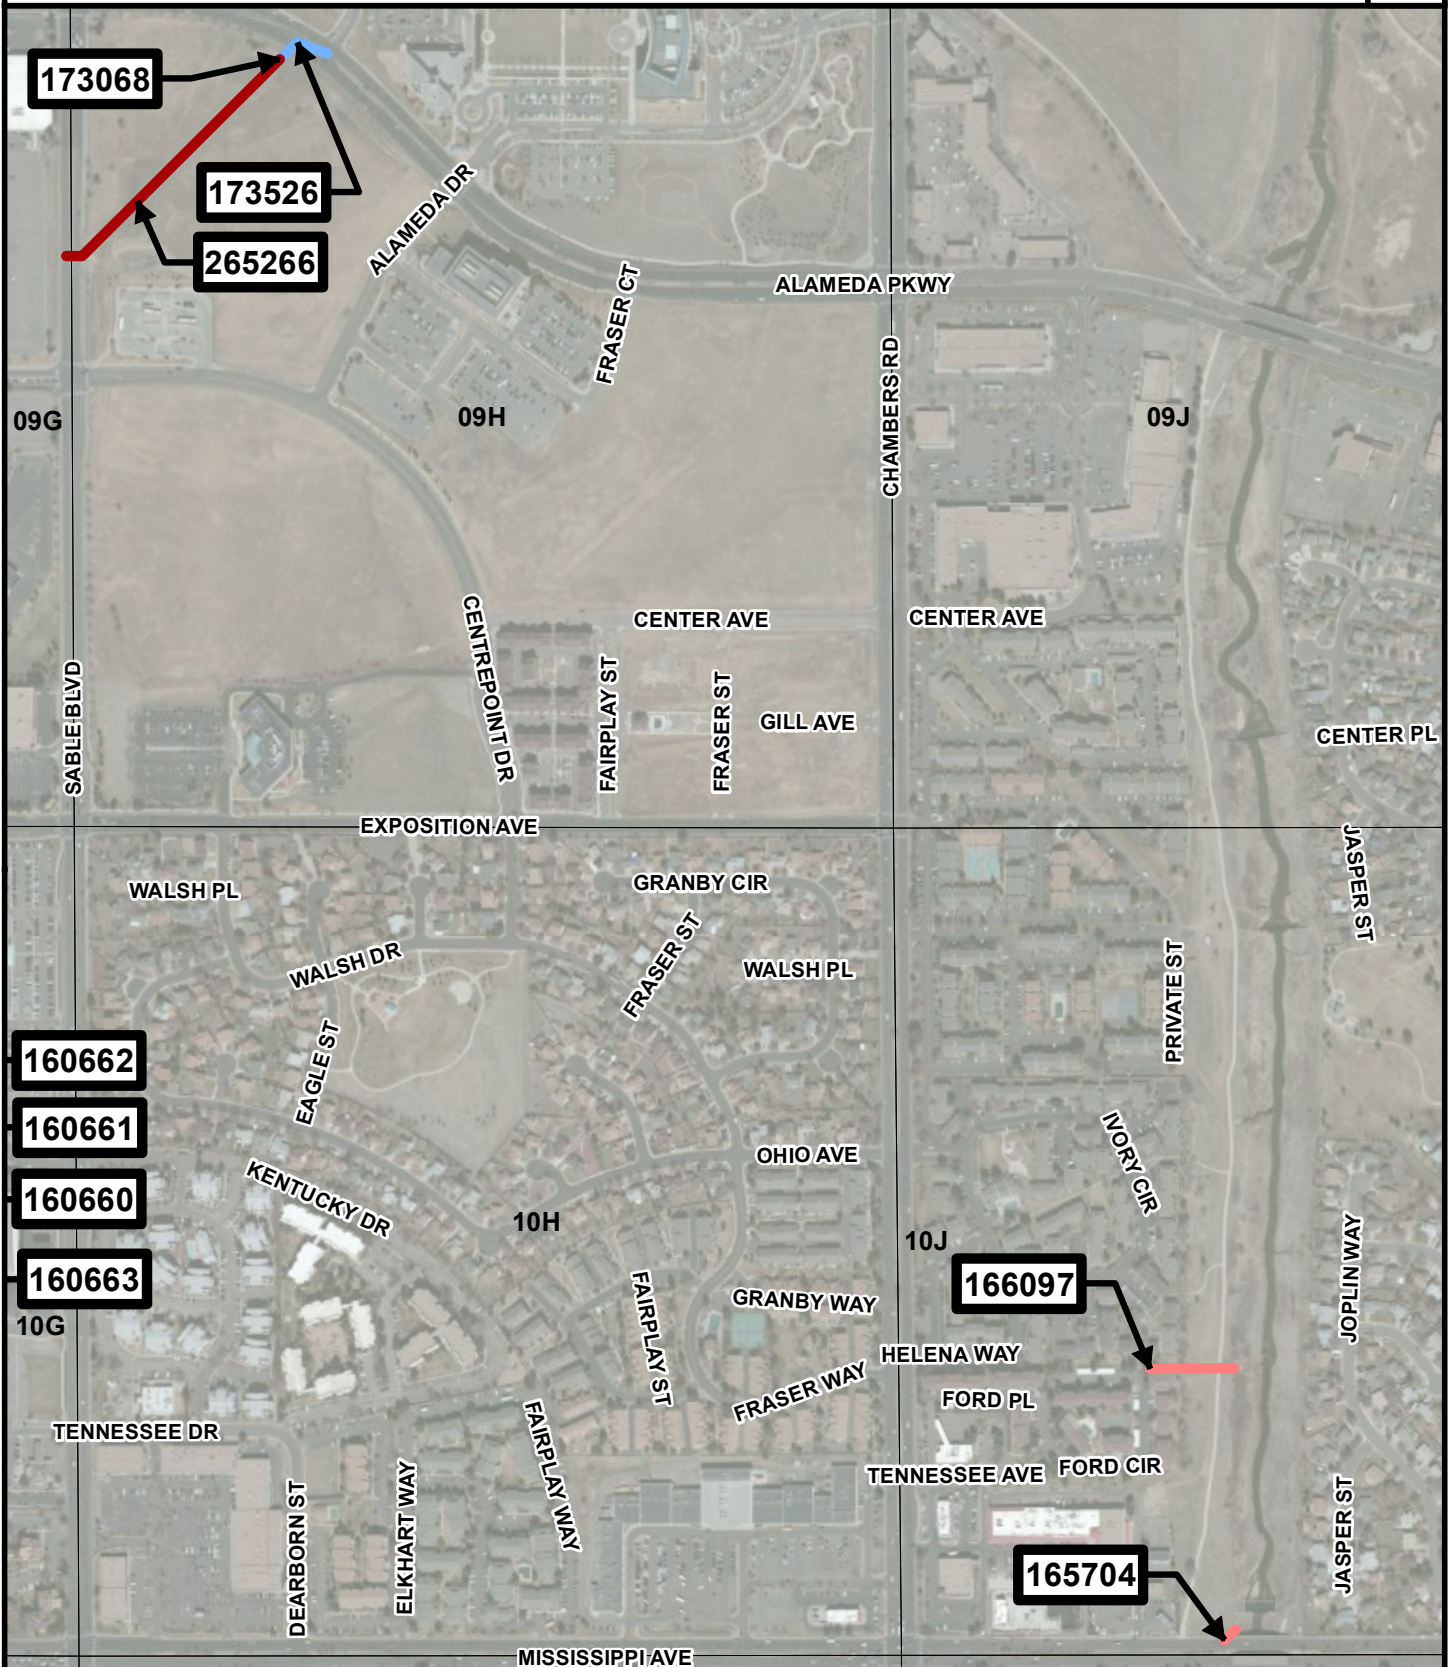 173068
173526
ALAMEDA DR
265266
FRASER CT
ALAMEDA PKWY
CHAMBERS RD
09G
09H
09J
CENTREPOINT DR
CENTER AVE
CENTER AVE
SABLE BLVD
FAIRPLAY ST
FRASER ST
GILL AVE
CENTER PL
EXPOSITION AVE
JASPER ST
WALSH PL
GRANBY CIR
WALSH DR
FRASER ST
WALSH PL
PRIVATE ST
160662
EAGLE ST
160661
IVORY CIR
OHIO AVE
160660
KENTUCKY DR
10H
10J
JOPLIN WAY
160663
166097
10G
FAIRPLAY ST
GRANBY WAY
HELENA WAY
FRASER WAY
FORD PL
TENNESSEE DR
FAIRPLAY WAY
TENNESSEE AVE
FORD CIR
DEARBORN ST
ELKHART WAY
JASPER ST
165704
MISSISSIPPI AVE